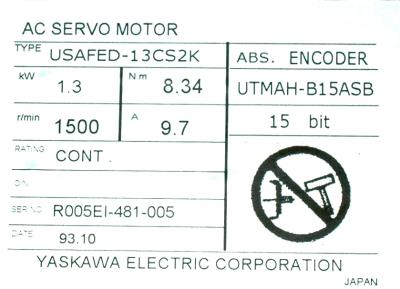 AC SERVO MOTOR
TYPE USAFED-13CS2K
kW 1.3 N m 8.34
r/min 1500 A 9.7
RATING CONT.
O/N
SER NO R005EI-481-005
DATE 93.10
ABS. ENCODER
UTMAH-B15ASB
15 bit
YASKAWA ELECTRIC CORPORATION
JAPAN